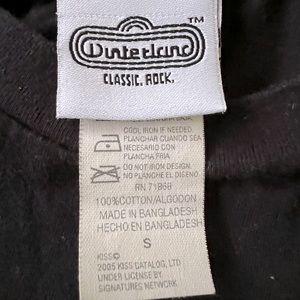 Winterland
TM
CLASSIC. ROCK.
COOL IRON IF NEEDED.
PLANCHAR CUANDO SEA
NECESARIO CON
PLANCHA FRIA
DO NOT IRON DESIGN.
NO PLANCHE EL DISEÑO.
RN 71868
100%COTTON/ALGODON
MADE IN BANGLADESH
HECHO EN BANGLADESH
S
KISS©
2005 KISS CATALOG, LTD
UNDER LICENSE BY
SIGNATURES NETWORK